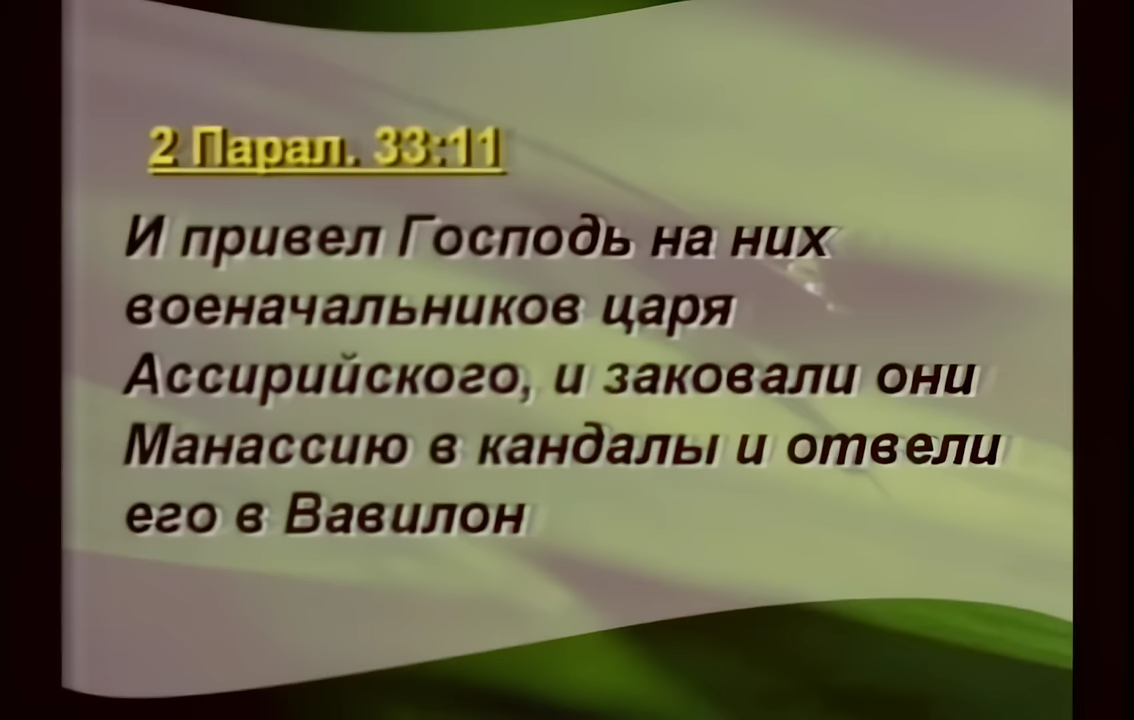 2 Парал. 33:11
И привел Господь на них
военачальников царя
Ассирийского, и заковали они
Манассию в кандалы и отвели
его в Вавилон